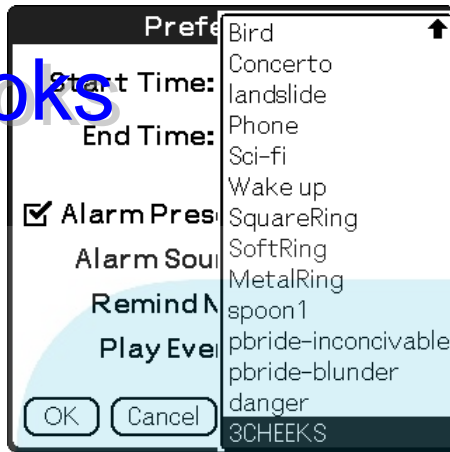 Prefe
oks
Start Time:
End Time:
Alarm Pres
Alarm Sou
Remind
Play Eve
OK
Cancel
Bird
Concerto
landslide
Phone
Sci-fi
Wake up
SquareRing
SoftRing
MetalRing
spoon1
pbride-inconcivable
pbride-blunder
danger
3CHEEKS